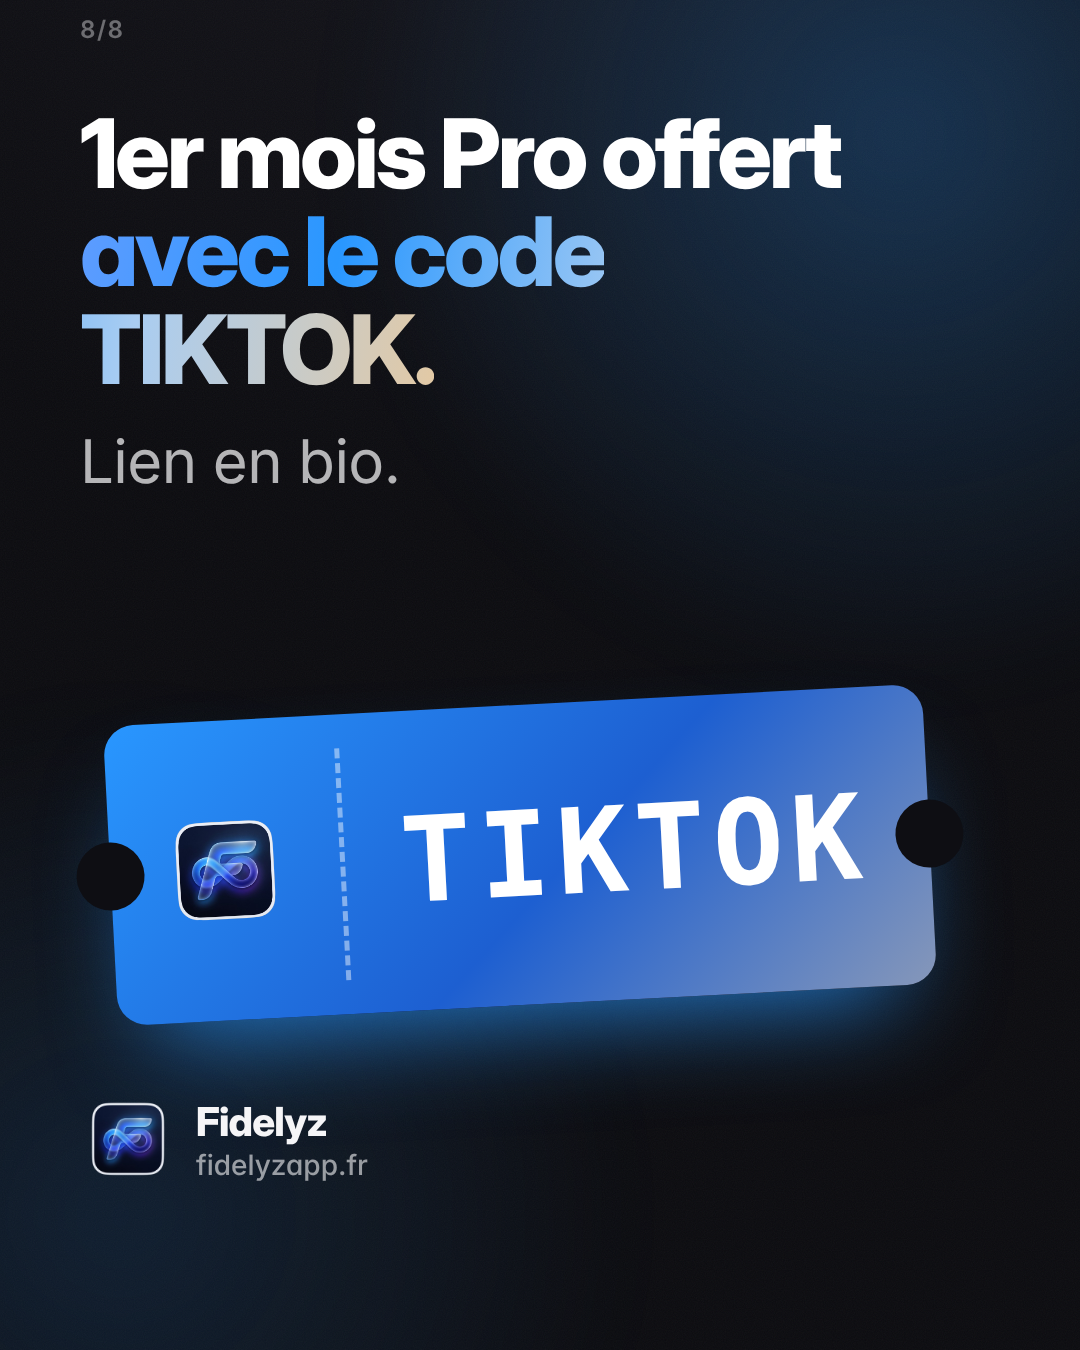 8/8
1er mois Pro offert
avec le code
TIKTOK.
Lien en bio.
TIKTOK
Fidelyz
fidelyzapp.fr